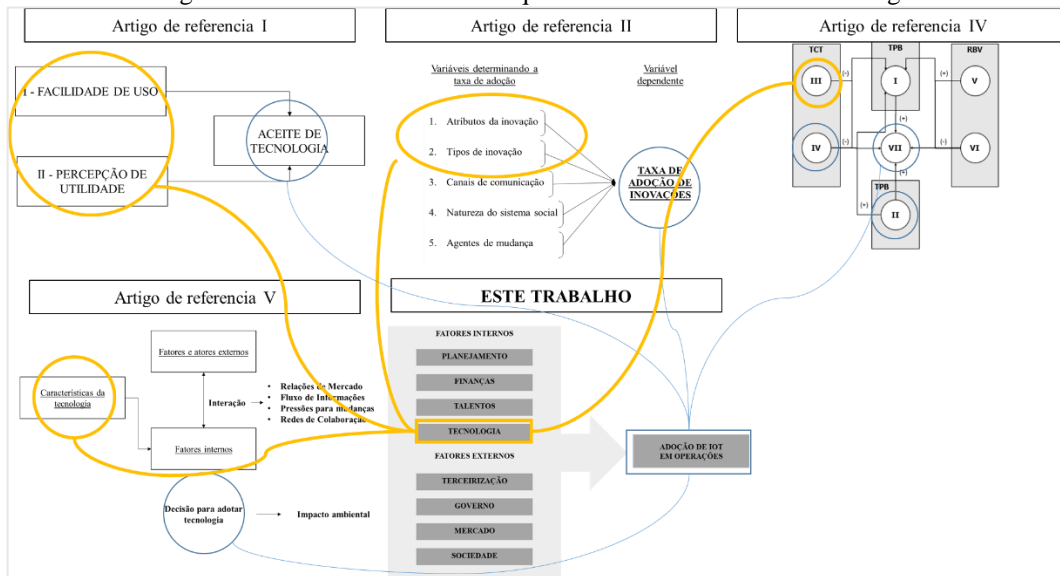 Artigo de referencia I
I - FACILIDADE DE USO
II - PERCEPÇÃO DE
UTILIDADE
ACEITE DE
TECNOLOGIA
Artigo de referencia II
Variáveis determinando a
taxa de adoção
Variável
dependente
1. Atributos da inovação
2. Tipos de inovação
3. Canais de comunicação
4. Natureza do sistema social
5. Agentes de mudança
TAXA DE
ADOÇÃO DE
INOVAÇÕES
Artigo de referencia IV
TCT
TPB
RBV
III
(-)
I
(+)
V
(+)
IV
(-)
VII
(-)
VI
(+)
TPB
(+)
II
Artigo de referencia V
Fatores e atores externos
Características da
tecnologia
Interação
• Relações de Mercado
• Fluxo de Informações
• Pressões para mudanças
• Redes de Colaboração
Fatores internos
Decisão para adotar
tecnologia
Impacto ambiental
ESTE TRABALHO
FATORES INTERNOS
PLANEJAMENTO
FINANÇAS
TALENTOS
TECNOLOGIA
FATORES EXTERNOS
TERCEIRIZAÇÃO
GOVERNO
MERCADO
SOCIEDADE
ADOÇÃO DE IOT
EM OPERAÇÕES